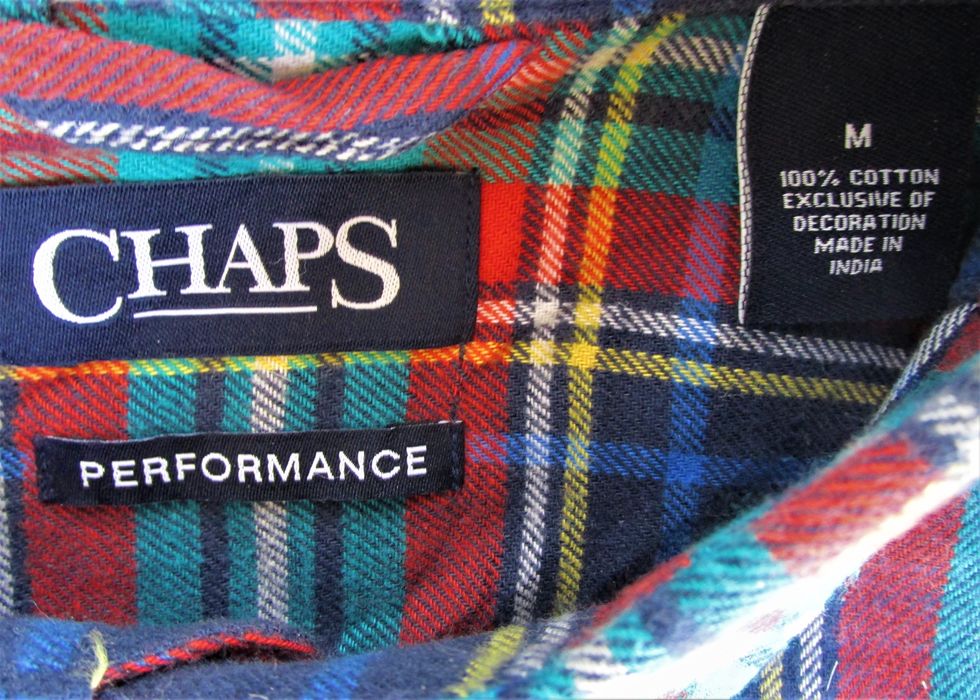 CHAPS
PERFORMANCE
M
100% COTTON
EXCLUSIVE OF
DECORATION
MADE IN
INDIA